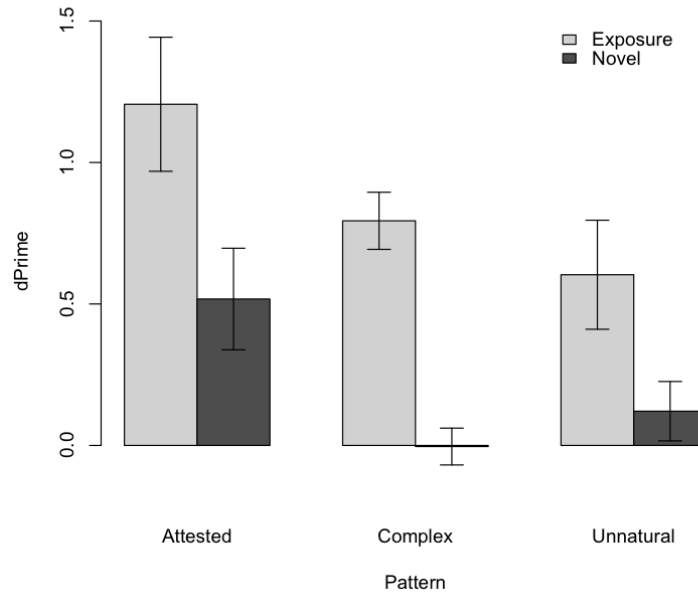 1.5
Exposure
Novel
1.0
dPrime
0.5
0.0
Attested Complex Unnatural
Pattern